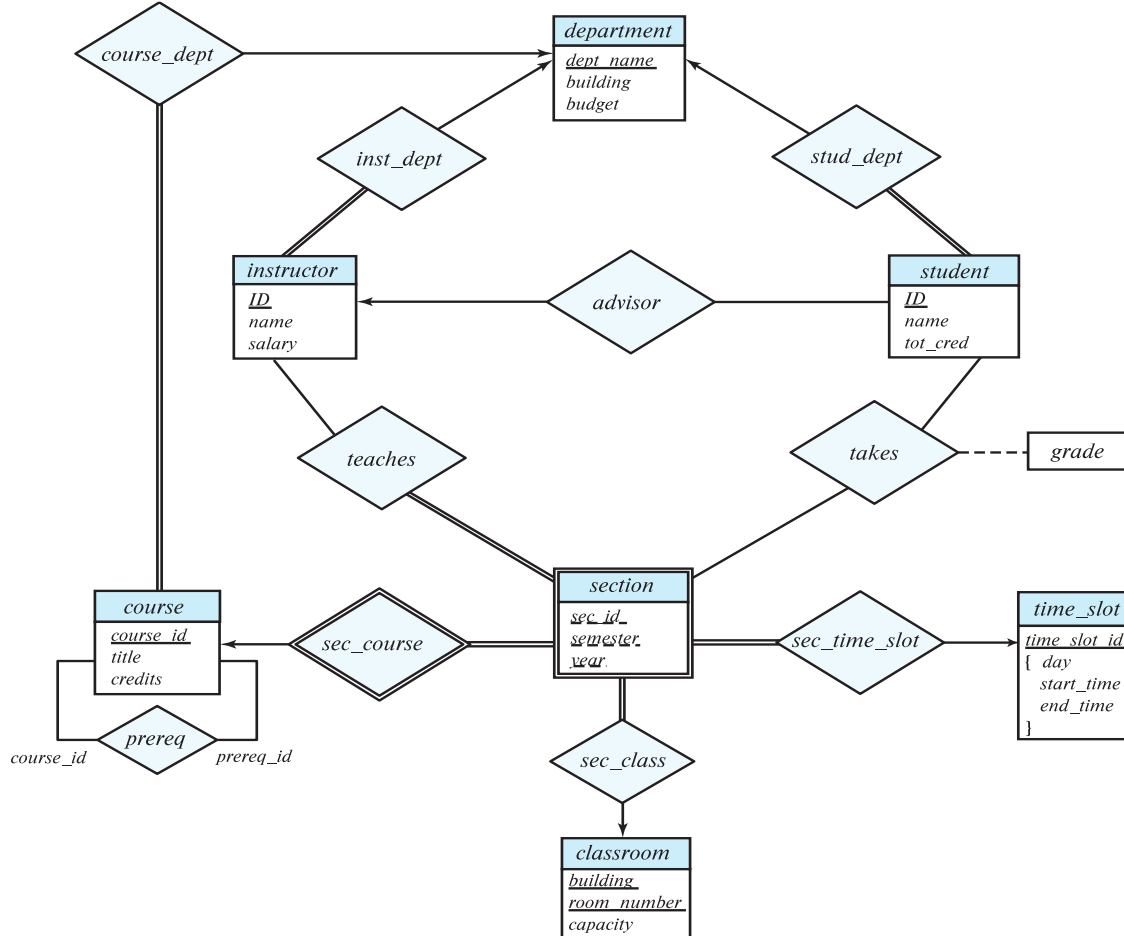 department
course_dept
dept_name
building
budget
inst_dept
stud_dept
instructor
ID
name
salary
advisor
student
ID
name
tot_cred
teaches
takes
grade
section
sec_id
semester
year
course
course_id
title
credits
sec_course
sec_time_slot
time_slot
time_slot_id
{ day
start_time
end_time
}
prereq
course_id
prereq_id
sec_class
classroom
building
room_number
capacity